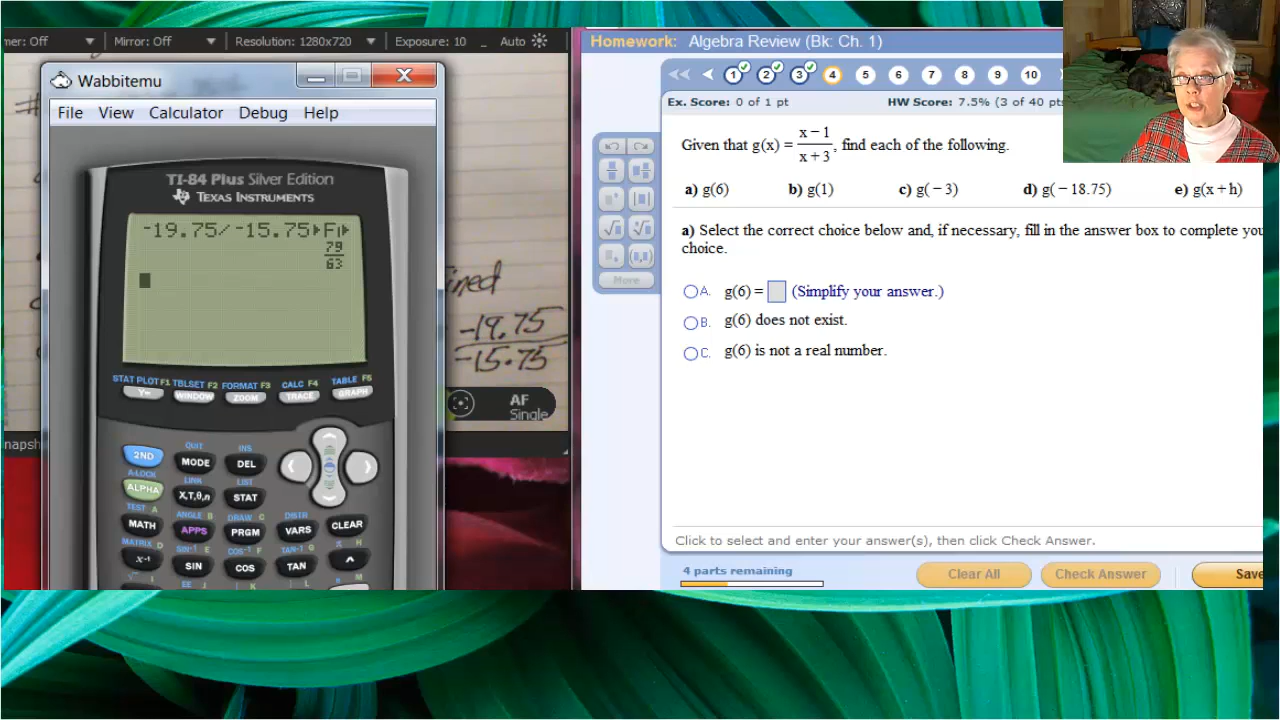 mer: Off Mirror: Off Resolution: 1280x720 Exposure: 10 _ Auto
Wabbitemu
File View Calculator Debug Help
TI-84 Plus Silver Edition
TEXAS INSTRUMENTS
-19.75/-15.75▶F
79
63
STAT PLOT F1 TBLSET F2 FORMAT F3 CALC F4 TABLE F5
Y= WINDOW ZOOM TRACE GRAPH
QUIT INS
2ND MODE DEL
A-LOCK LINK LIST
ALPHA X,T,θ,n STAT
TEST A ANGLE B DRAW C DISTR
MATH APPS PRGM VARS CLEAR
MATRIX D SIN⁻¹ E COS⁻¹ F TAN⁻¹ G H
x⁻¹ SIN COS TAN ^
√ I EE J K L M
ined
-19.75
-15.75
AF
Single
napsh
Homework: Algebra Review (Bk: Ch. 1)
1 2 3 4 5 6 7 8 9 10
Ex. Score: 0 of 1 pt HW Score: 7.5% (3 of 40 pts
Given that g(x) = x − 1 / x + 3, find each of the following.
a) g(6) b) g(1) c) g( − 3) d) g( − 18.75) e) g(x + h)
a) Select the correct choice below and, if necessary, fill in the answer box to complete you
choice.
A. g(6) = (Simplify your answer.)
B. g(6) does not exist.
C. g(6) is not a real number.
More
Click to select and enter your answer(s), then click Check Answer.
4 parts remaining
Clear All Check Answer Save